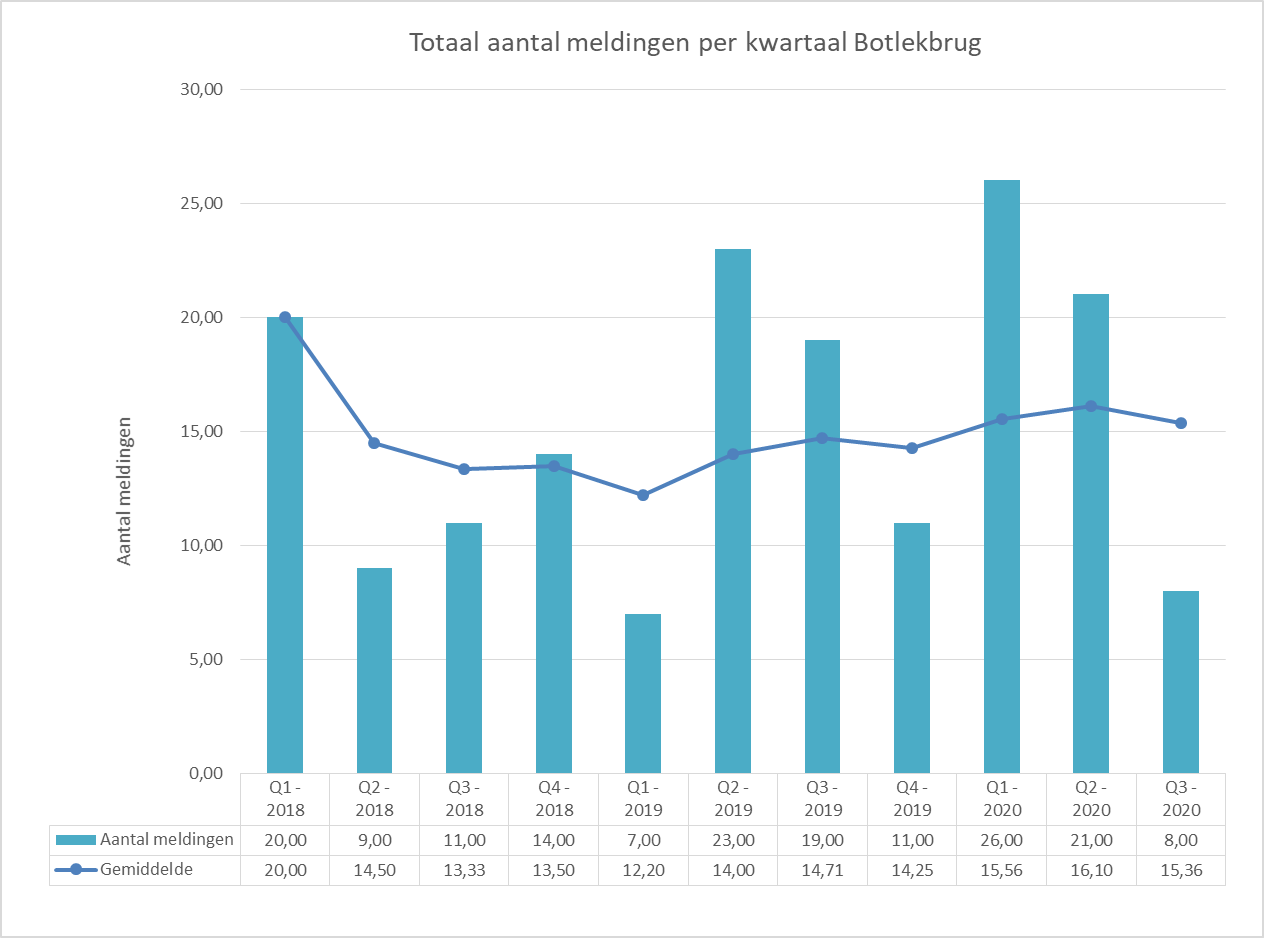 Totaal aantal meldingen per kwartaal Botlekbrug
30,00
25,00
20,00
15,00
10,00
5,00
0,00
Aantal meldingen
Q1 - 2018 Q2 - 2018 Q3 - 2018 Q4 - 2018 Q1 - 2019 Q2 - 2019 Q3 - 2019 Q4 - 2019 Q1 - 2020 Q2 - 2020 Q3 - 2020
Aantal meldingen 20,00 9,00 11,00 14,00 7,00 23,00 19,00 11,00 26,00 21,00 8,00
Gemiddelde 20,00 14,50 13,33 13,50 12,20 14,00 14,71 14,25 15,56 16,10 15,36